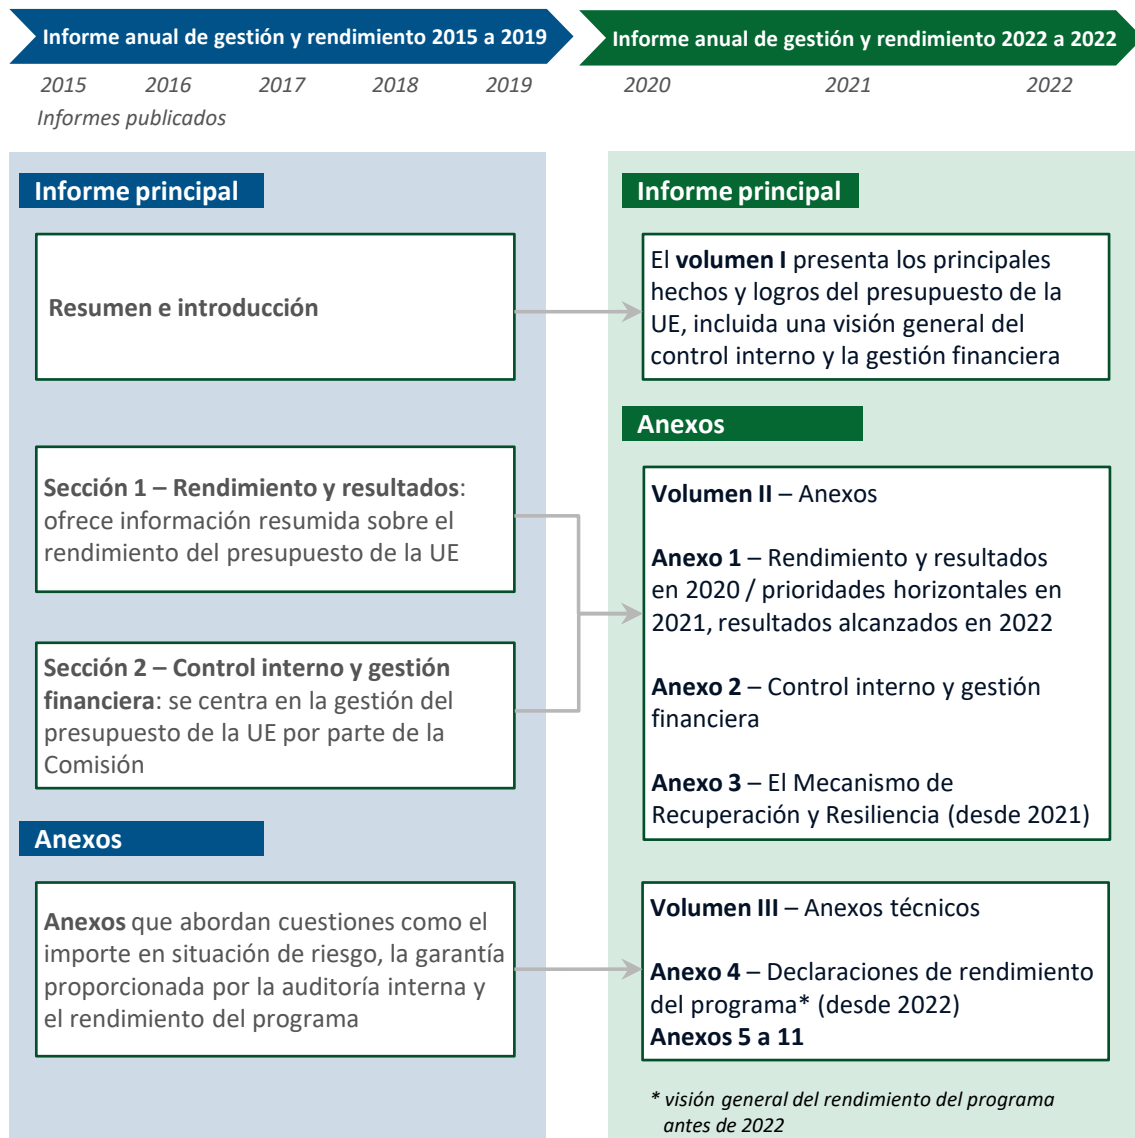 Informe anual de gestión y rendimiento 2015 a 2019
Informe anual de gestión y rendimiento 2022 a 2022
2015 2016 2017 2018 2019
2020 2021 2022
Informes publicados
Informe principal
Resumen e introducción
Sección 1 – Rendimiento y resultados:
ofrece información resumida sobre el
rendimiento del presupuesto de la UE
Sección 2 – Control interno y gestión
financiera: se centra en la gestión del
presupuesto de la UE por parte de la
Comisión
Anexos
Anexos que abordan cuestiones como el
importe en situación de riesgo, la garantía
proporcionada por la auditoría interna y
el rendimiento del programa
Informe principal
El volumen I presenta los principales
hechos y logros del presupuesto de la
UE, incluida una visión general del
control interno y la gestión financiera
Anexos
Volumen II – Anexos
Anexo 1 – Rendimiento y resultados
en 2020 / prioridades horizontales en
2021, resultados alcanzados en 2022
Anexo 2 – Control interno y gestión
financiera
Anexo 3 – El Mecanismo de
Recuperación y Resiliencia (desde 2021)
Volumen III – Anexos técnicos
Anexo 4 – Declaraciones de rendimiento
del programa* (desde 2022)
Anexos 5 a 11
* visión general del rendimiento del programa
antes de 2022